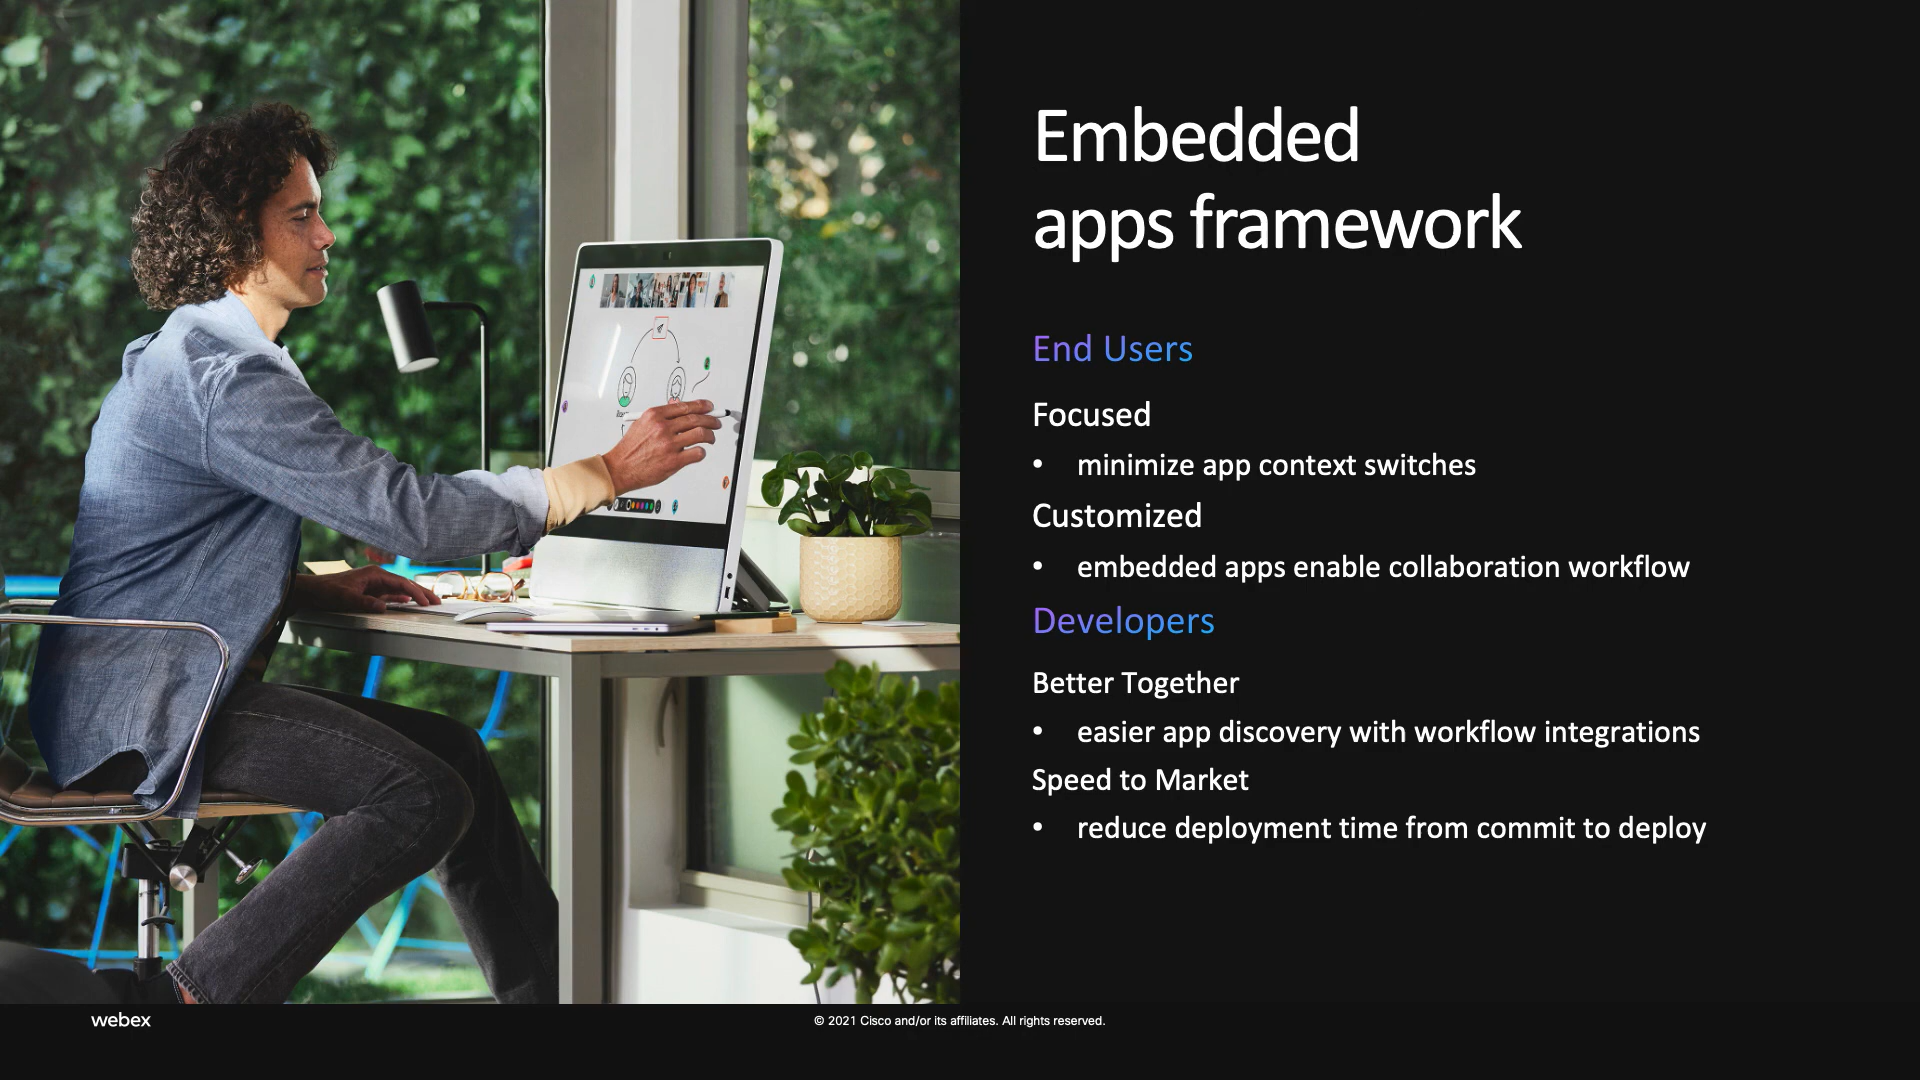 Embedded
apps framework
End Users
Focused
• minimize app context switches
Customized
• embedded apps enable collaboration workflow
Developers
Better Together
• easier app discovery with workflow integrations
Speed to Market
• reduce deployment time from commit to deploy
webex
© 2021 Cisco and/or its affiliates. All rights reserved.